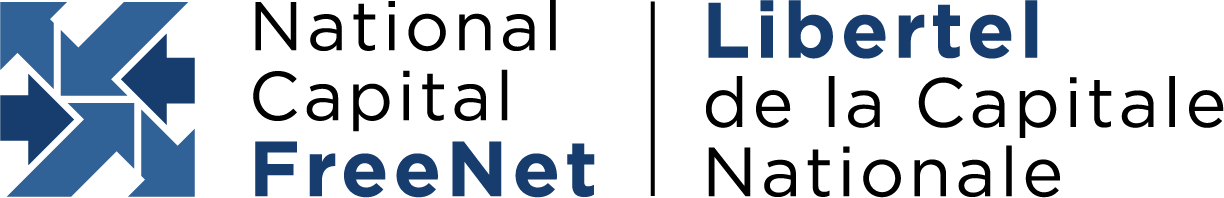 National
Capital
FreeNet
Libertel
de la Capitale
Nationale